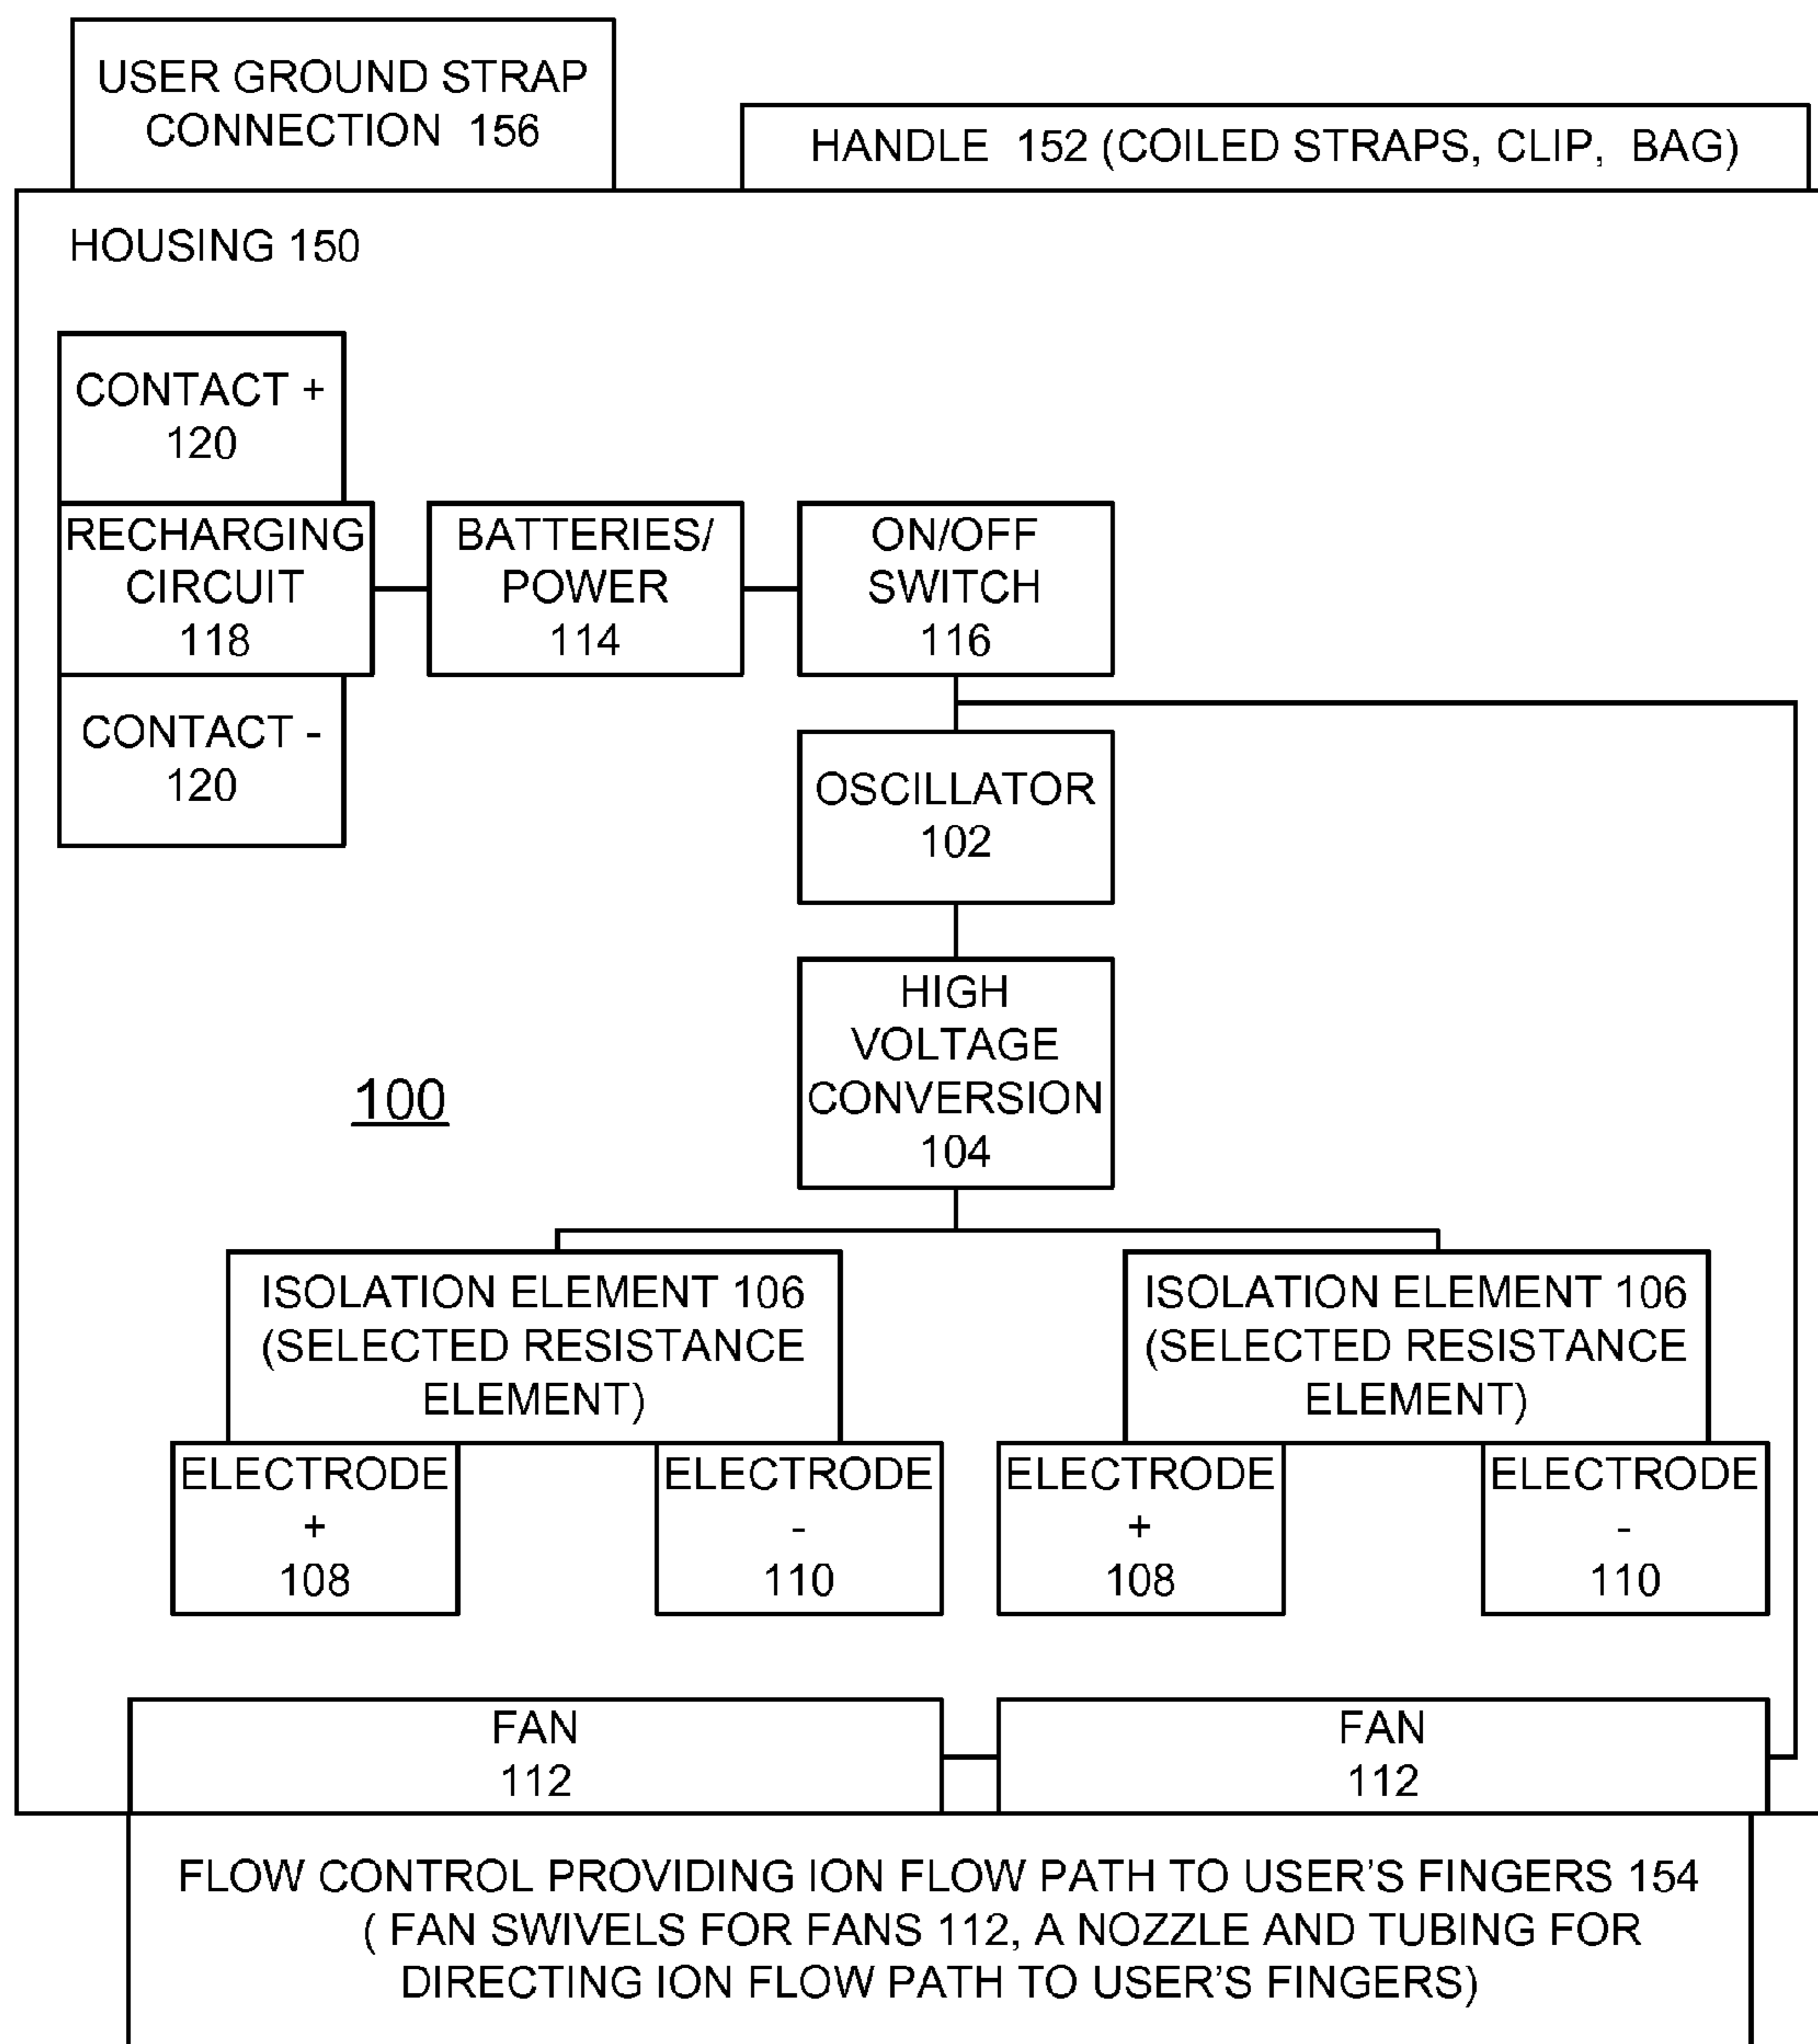 USER GROUND STRAP
CONNECTION 156
HANDLE 152 (COILED STRAPS, CLIP, BAG)
HOUSING 150
CONTACT +
120
RECHARGING
CIRCUIT
118
BATTERIES/
POWER
114
ON/OFF
SWITCH
116
CONTACT -
120
OSCILLATOR
102
HIGH
VOLTAGE
CONVERSION
104
100
ISOLATION ELEMENT 106
(SELECTED RESISTANCE
ELEMENT)
ISOLATION ELEMENT 106
(SELECTED RESISTANCE
ELEMENT)
ELECTRODE
+
108
ELECTRODE
-
110
ELECTRODE
+
108
ELECTRODE
-
110
FAN
112
FAN
112
FLOW CONTROL PROVIDING ION FLOW PATH TO USER'S FINGERS 154
( FAN SWIVELS FOR FANS 112, A NOZZLE AND TUBING FOR
DIRECTING ION FLOW PATH TO USER'S FINGERS)